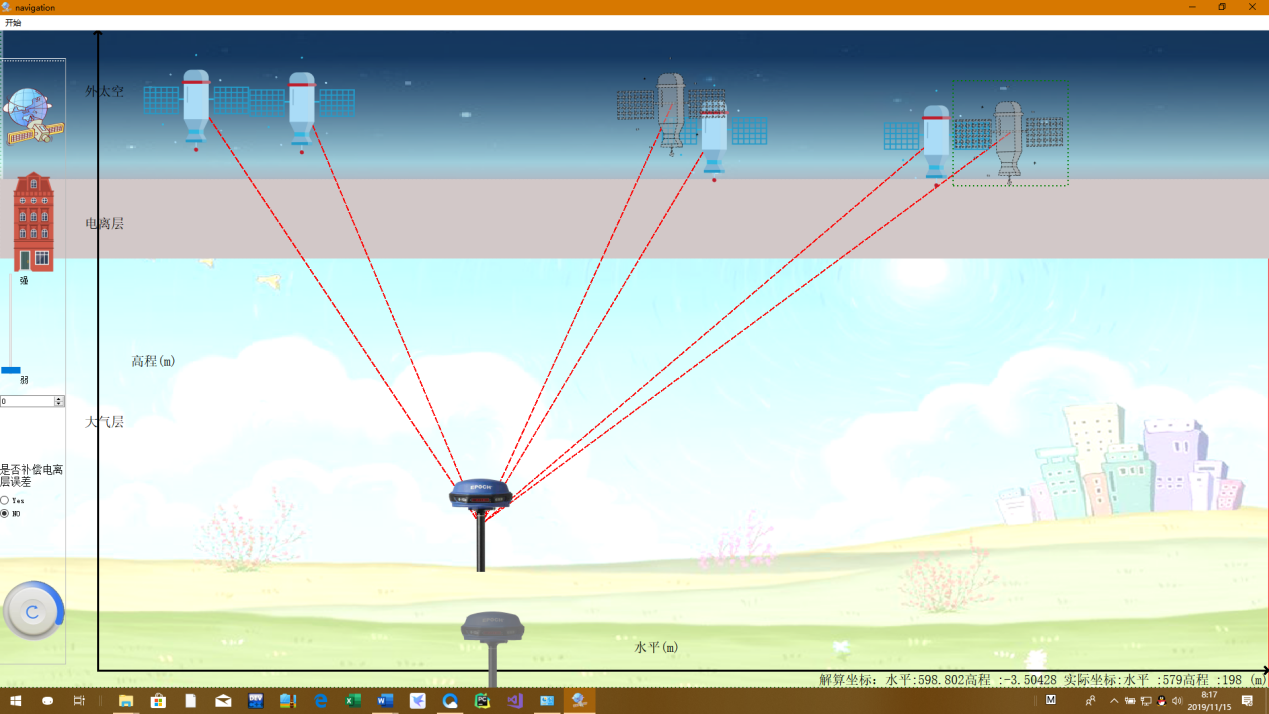 navigation
开始
外太空
电离层
强
高程(m)
弱
0
大气层
是否补偿电离
层误差
Yes
NO
EPOCH
EPOCH
C
水平(m)
解算坐标: 水平:598.802高程 :-3.50428 实际坐标:水平 :579高程 :198 (m)
8:17
2019/11/15